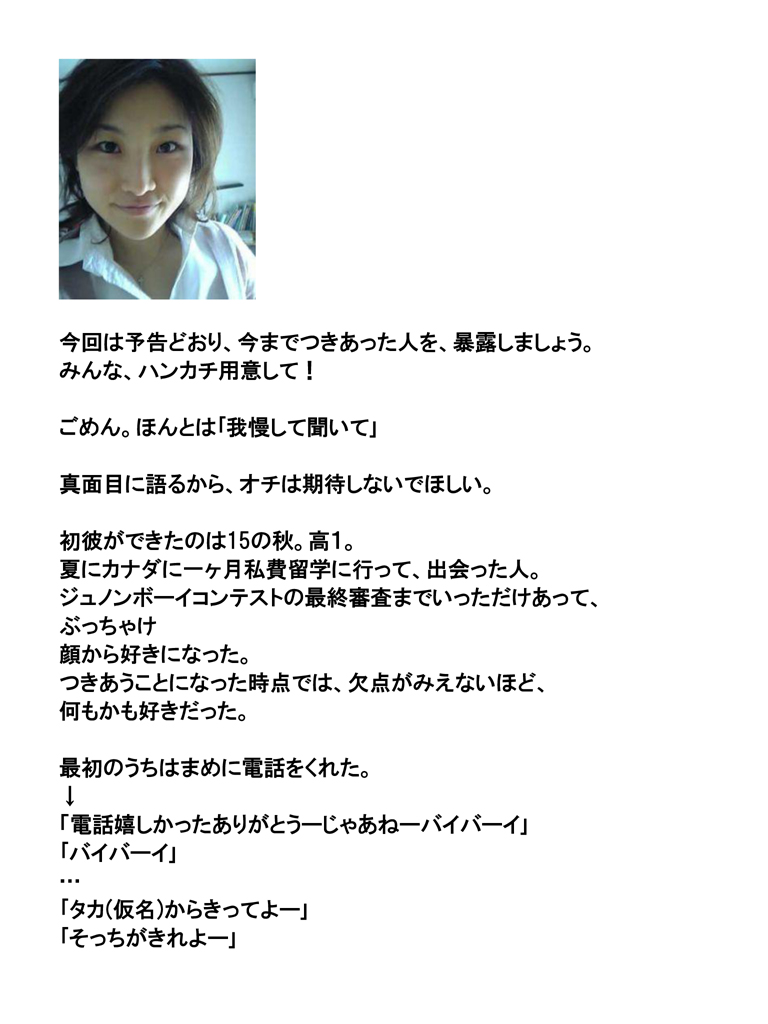 今回は予告どおり、今までつきあった人を、暴露しましょう。
みんな、ハンカチ用意して！
ごめん。ほんとは「我慢して聞いて」
真面目に語るから、オチは期待しないでほしい。
初彼ができたのは15の秋。高１。
夏にカナダに一ヶ月私費留学に行って、出会った人。
ジュノンボーイコンテストの最終審査までいっただけあって、
ぶっちゃけ
顔から好きになった。
つきあうことになった時点では、欠点がみえないほど、
何もかも好きだった。
最初のうちはまめに電話をくれた。
↓
「電話嬉しかったありがとうーじゃあねーバイバーイ」
「バイバーイ」
…
「タカ(仮名)からきってよー」
「そっちがきれよー」